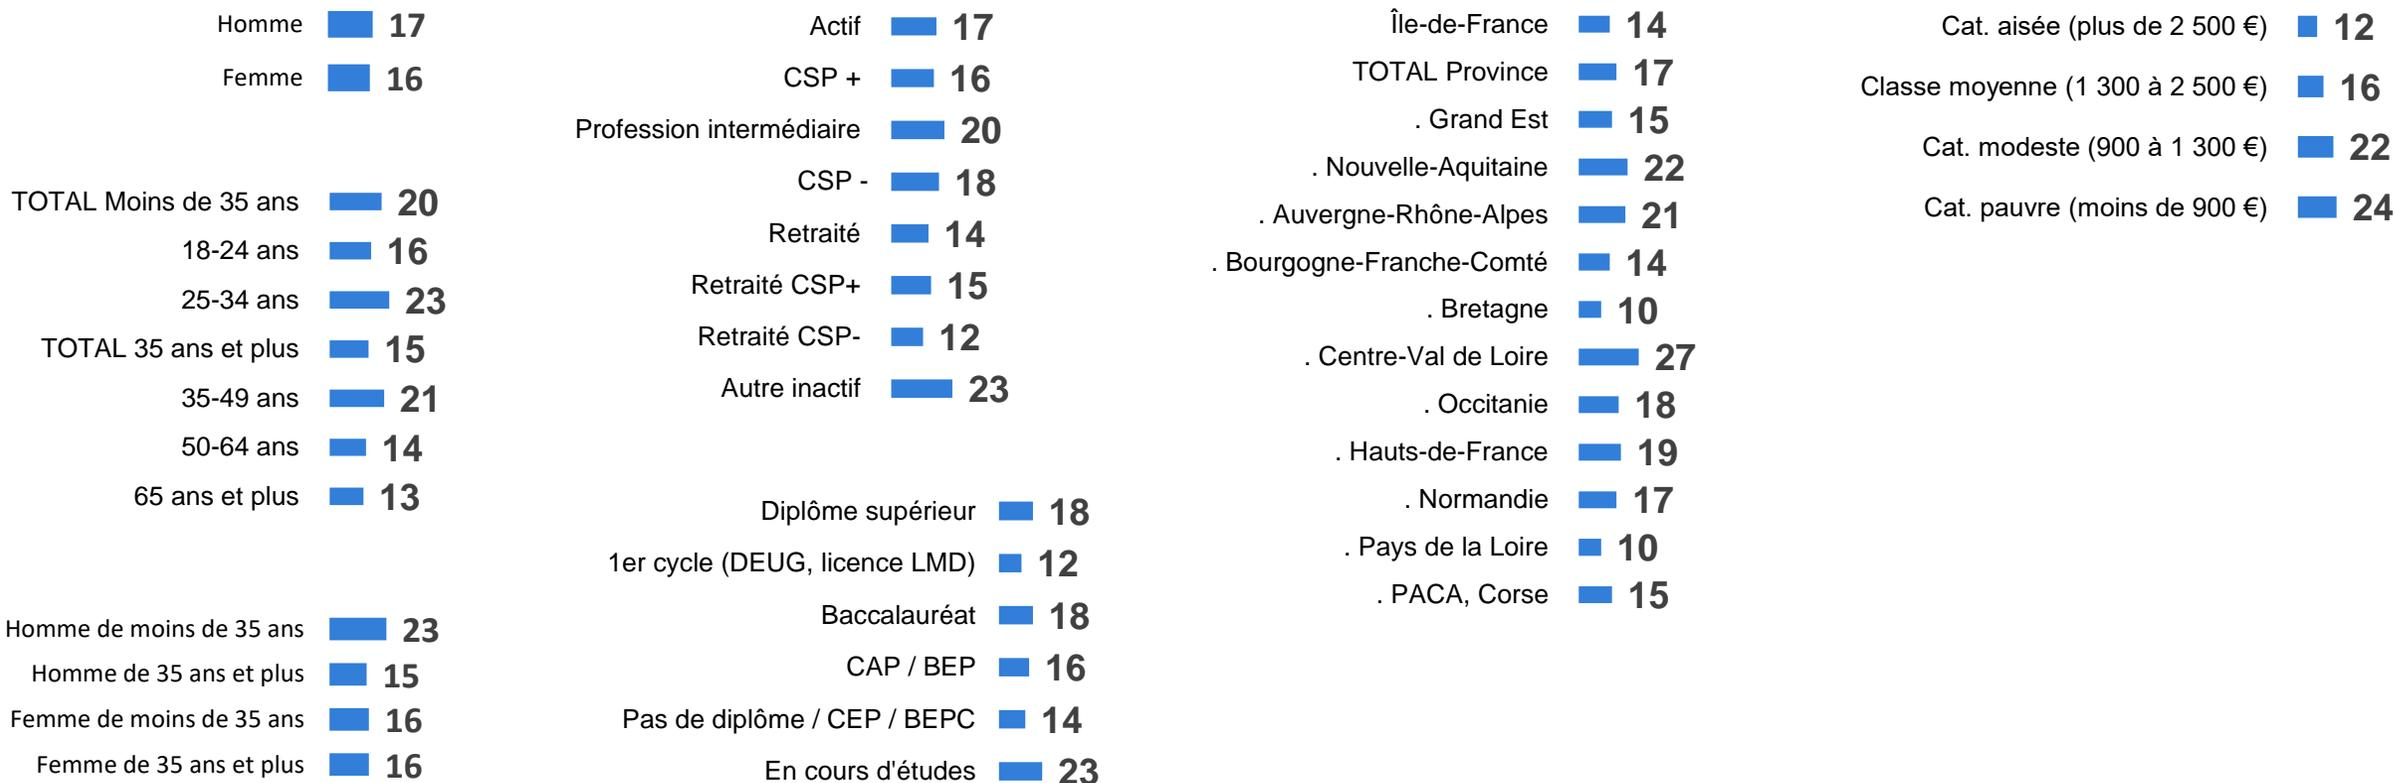 Homme 17
Femme 16
TOTAL Moins de 35 ans 20
18-24 ans 16
25-34 ans 23
TOTAL 35 ans et plus 15
35-49 ans 21
50-64 ans 14
65 ans et plus 13
Homme de moins de 35 ans 23
Homme de 35 ans et plus 15
Femme de moins de 35 ans 16
Femme de 35 ans et plus 16
Actif 17
CSP + 16
Profession intermédiaire 20
CSP - 18
Retraité 14
Retraité CSP+ 15
Retraité CSP- 12
Autre inactif 23
Diplôme supérieur 18
1er cycle (DEUG, licence LMD) 12
Baccalauréat 18
CAP / BEP 16
Pas de diplôme / CEP / BEPC 14
En cours d'études 23
Île-de-France 14
TOTAL Province 17
. Grand Est 15
. Nouvelle-Aquitaine 22
. Auvergne-Rhône-Alpes 21
. Bourgogne-Franche-Comté 14
. Bretagne 10
. Centre-Val de Loire 27
. Occitanie 18
. Hauts-de-France 19
. Normandie 17
. Pays de la Loire 10
. PACA, Corse 15
Cat. aisée (plus de 2 500 €) 12
Classe moyenne (1 300 à 2 500 €) 16
Cat. modeste (900 à 1 300 €) 22
Cat. pauvre (moins de 900 €) 24